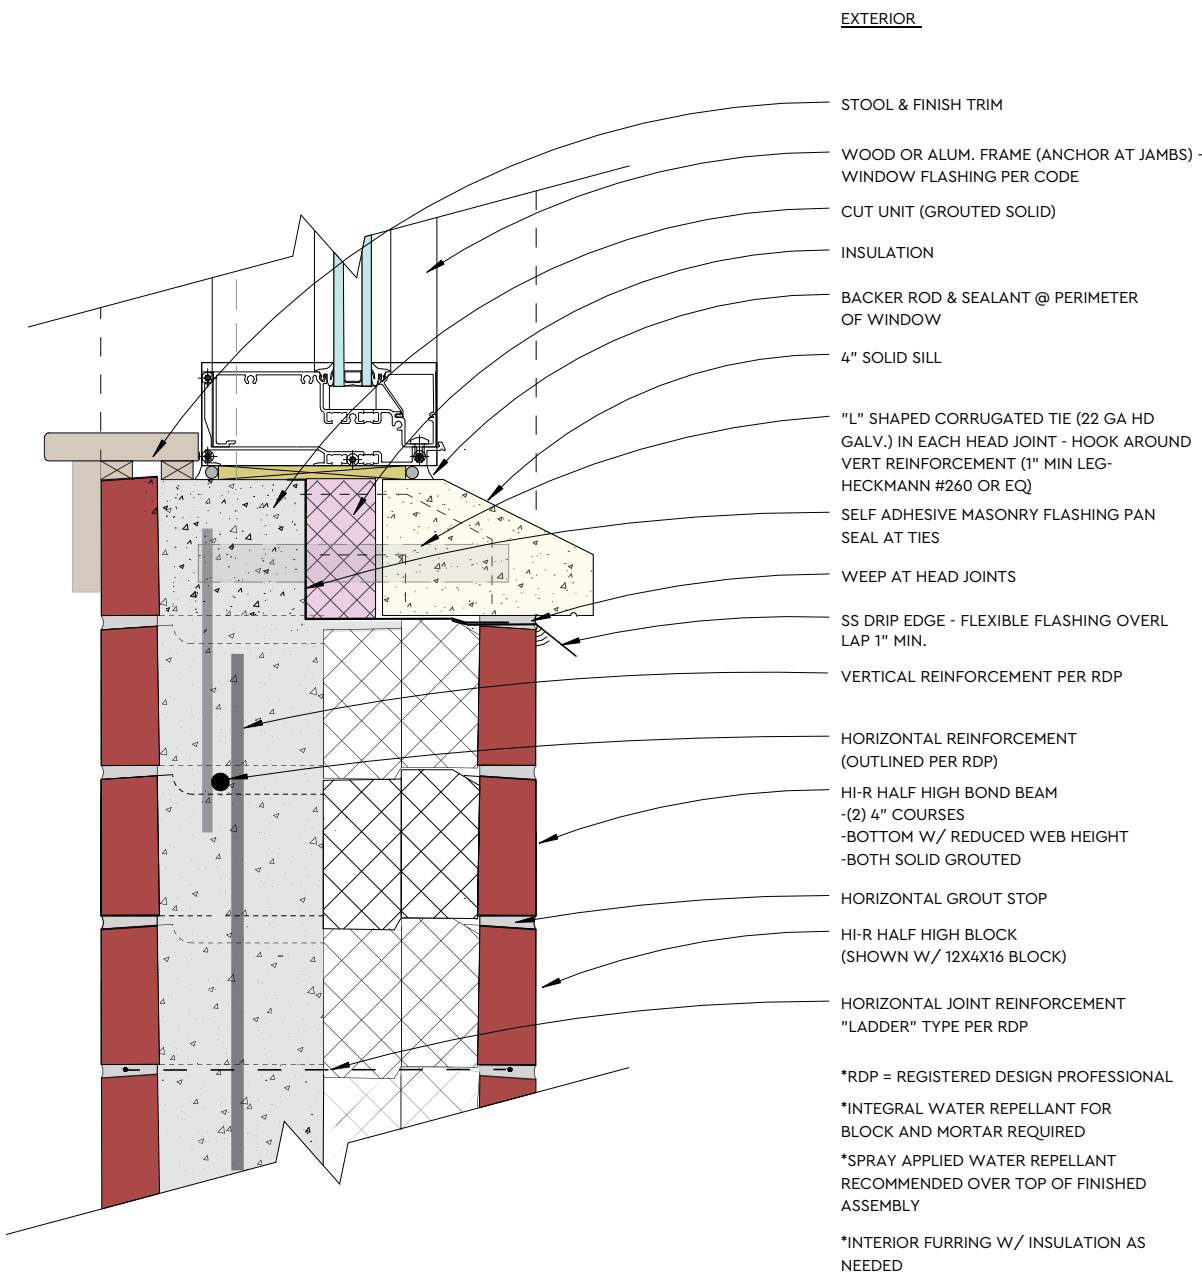 EXTERIOR
STOOL & FINISH TRIM
WOOD OR ALUM. FRAME (ANCHOR AT JAMBS) -
WINDOW FLASHING PER CODE
CUT UNIT (GROUTED SOLID)
INSULATION
BACKER ROD & SEALANT @ PERIMETER
OF WINDOW
4" SOLID SILL
"L" SHAPED CORRUGATED TIE (22 GA HD
GALV.) IN EACH HEAD JOINT - HOOK AROUND
VERT REINFORCEMENT (1" MIN LEG-
HECKMANN #260 OR EQ)
SELF ADHESIVE MASONRY FLASHING PAN
SEAL AT TIES
WEEP AT HEAD JOINTS
SS DRIP EDGE - FLEXIBLE FLASHING OVERL
LAP 1" MIN.
VERTICAL REINFORCEMENT PER RDP
HORIZONTAL REINFORCEMENT
(OUTLINED PER RDP)
HI-R HALF HIGH BOND BEAM
-(2) 4" COURSES
-BOTTOM W/ REDUCED WEB HEIGHT
-BOTH SOLID GROUTED
HORIZONTAL GROUT STOP
HI-R HALF HIGH BLOCK
(SHOWN W/ 12X4X16 BLOCK)
HORIZONTAL JOINT REINFORCEMENT
"LADDER" TYPE PER RDP
*RDP = REGISTERED DESIGN PROFESSIONAL
*INTEGRAL WATER REPELLANT FOR
BLOCK AND MORTAR REQUIRED
*SPRAY APPLIED WATER REPELLANT
RECOMMENDED OVER TOP OF FINISHED
ASSEMBLY
*INTERIOR FURRING W/ INSULATION AS
NEEDED